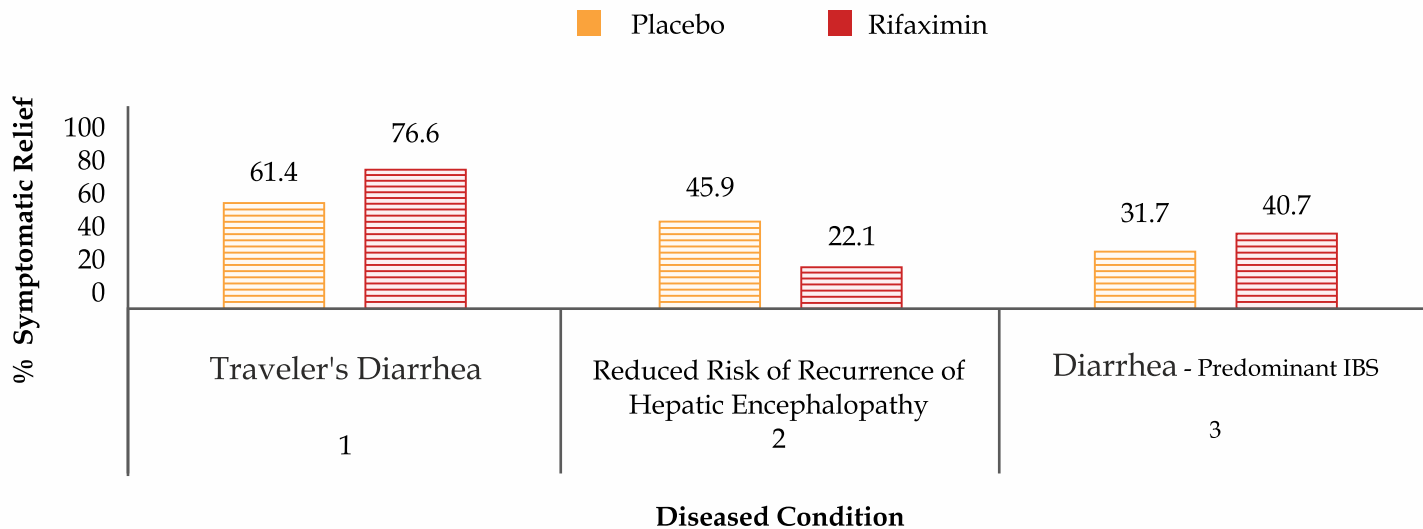 Placebo
Rifaximin
% Symptomatic Relief
100
80
60
40
20
0
61.4
76.6
45.9
22.1
31.7
40.7
Traveler's Diarrhea
1
Reduced Risk of Recurrence of
Hepatic Encephalopathy
2
Diarrhea - Predominant IBS
3
Diseased Condition